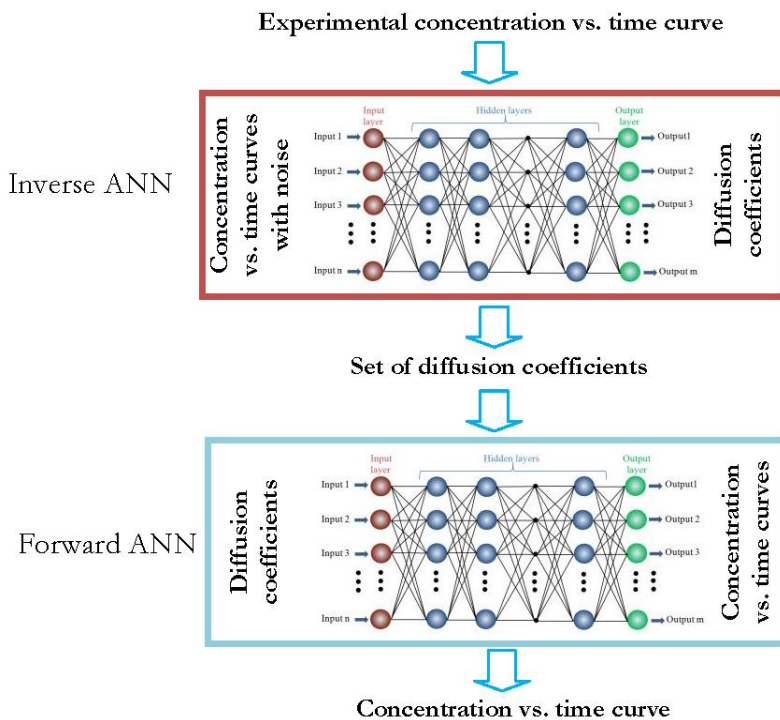 Experimental concentration vs. time curve
Inverse ANN
Concentration
vs. time curves
with noise
Input
layer
Hidden layers
Output
layer
Input 1
Output1
Input 2
Output 2
Input 3
Output 3
Input n
Output m
Diffusion
coefficients
Set of diffusion coefficients
Forward ANN
Diffusion
coefficients
Input
layer
Hidden layers
Output
layer
Input 1
Output1
Input 2
Output 2
Input 3
Output 3
Input n
Output m
Concentration
vs. time curves
Concentration vs. time curve